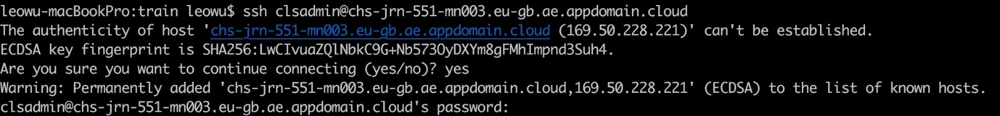 leowu-macBookPro:train leowu$ ssh clsadmin@chs-jrn-551-mn003.eu-gb.ae.appdomain.cloud
The authenticity of host 'chs-jrn-551-mn003.eu-gb.ae.appdomain.cloud (169.50.228.221)' can't be established.
ECDSA key fingerprint is SHA256:LwCIvuaZQlNbkC9G+Nb573OyDXYm8gFMhImpnd3Suh4.
Are you sure you want to continue connecting (yes/no)? yes
Warning: Permanently added 'chs-jrn-551-mn003.eu-gb.ae.appdomain.cloud,169.50.228.221' (ECDSA) to the list of known hosts.
clsadmin@chs-jrn-551-mn003.eu-gb.ae.appdomain.cloud's password: